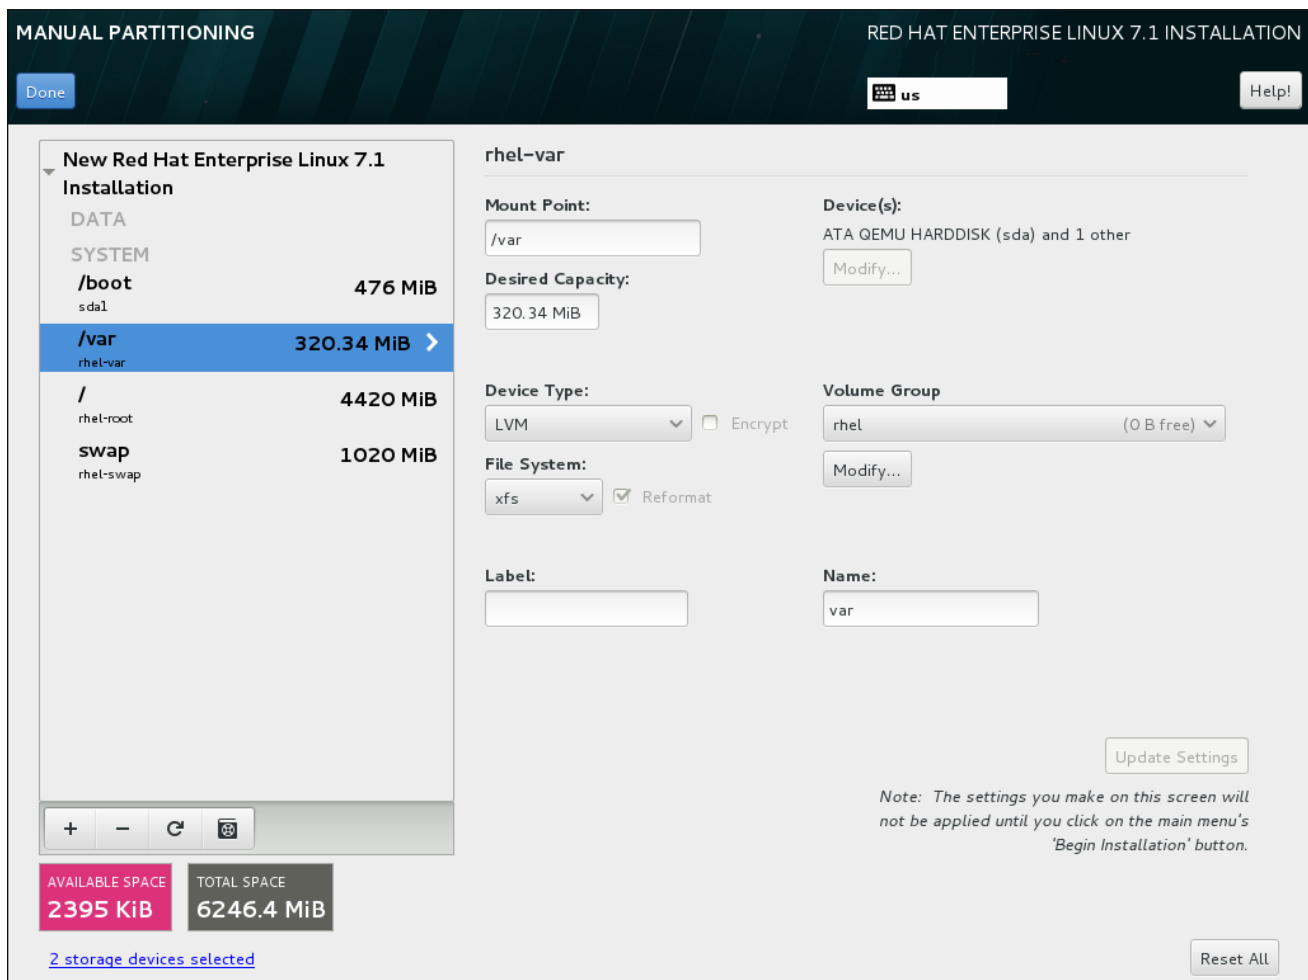 MANUAL PARTITIONING
RED HAT ENTERPRISE LINUX 7.1 INSTALLATION
Done
us
Help!
New Red Hat Enterprise Linux 7.1
Installation
DATA
SYSTEM
/boot
476 MiB
sda1
/var
320.34 MiB
rhel-var
/
4420 MiB
rhel-root
swap
1020 MiB
rhel-swap
+ −
AVAILABLE SPACE
2395 KiB
TOTAL SPACE
6246.4 MiB
2 storage devices selected
rhel-var
Mount Point:
/var
Desired Capacity:
320.34 MiB
Device(s):
ATA QEMU HARDDISK (sda) and 1 other
Modify...
Device Type:
LVM
Encrypt
Volume Group
rhel (0 B free)
Modify...
File System:
xfs
Reformat
Label:
Name:
var
Update Settings
Note: The settings you make on this screen will
not be applied until you click on the main menu's
'Begin Installation' button.
Reset All